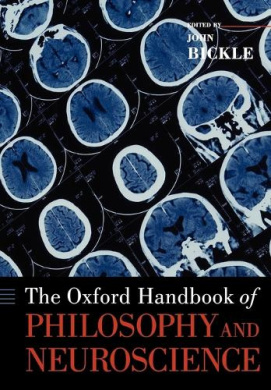 EDITED BY
JOHN
BICKLE
The Oxford Handbook of
PHILOSOPHY AND
NEUROSCIENCE